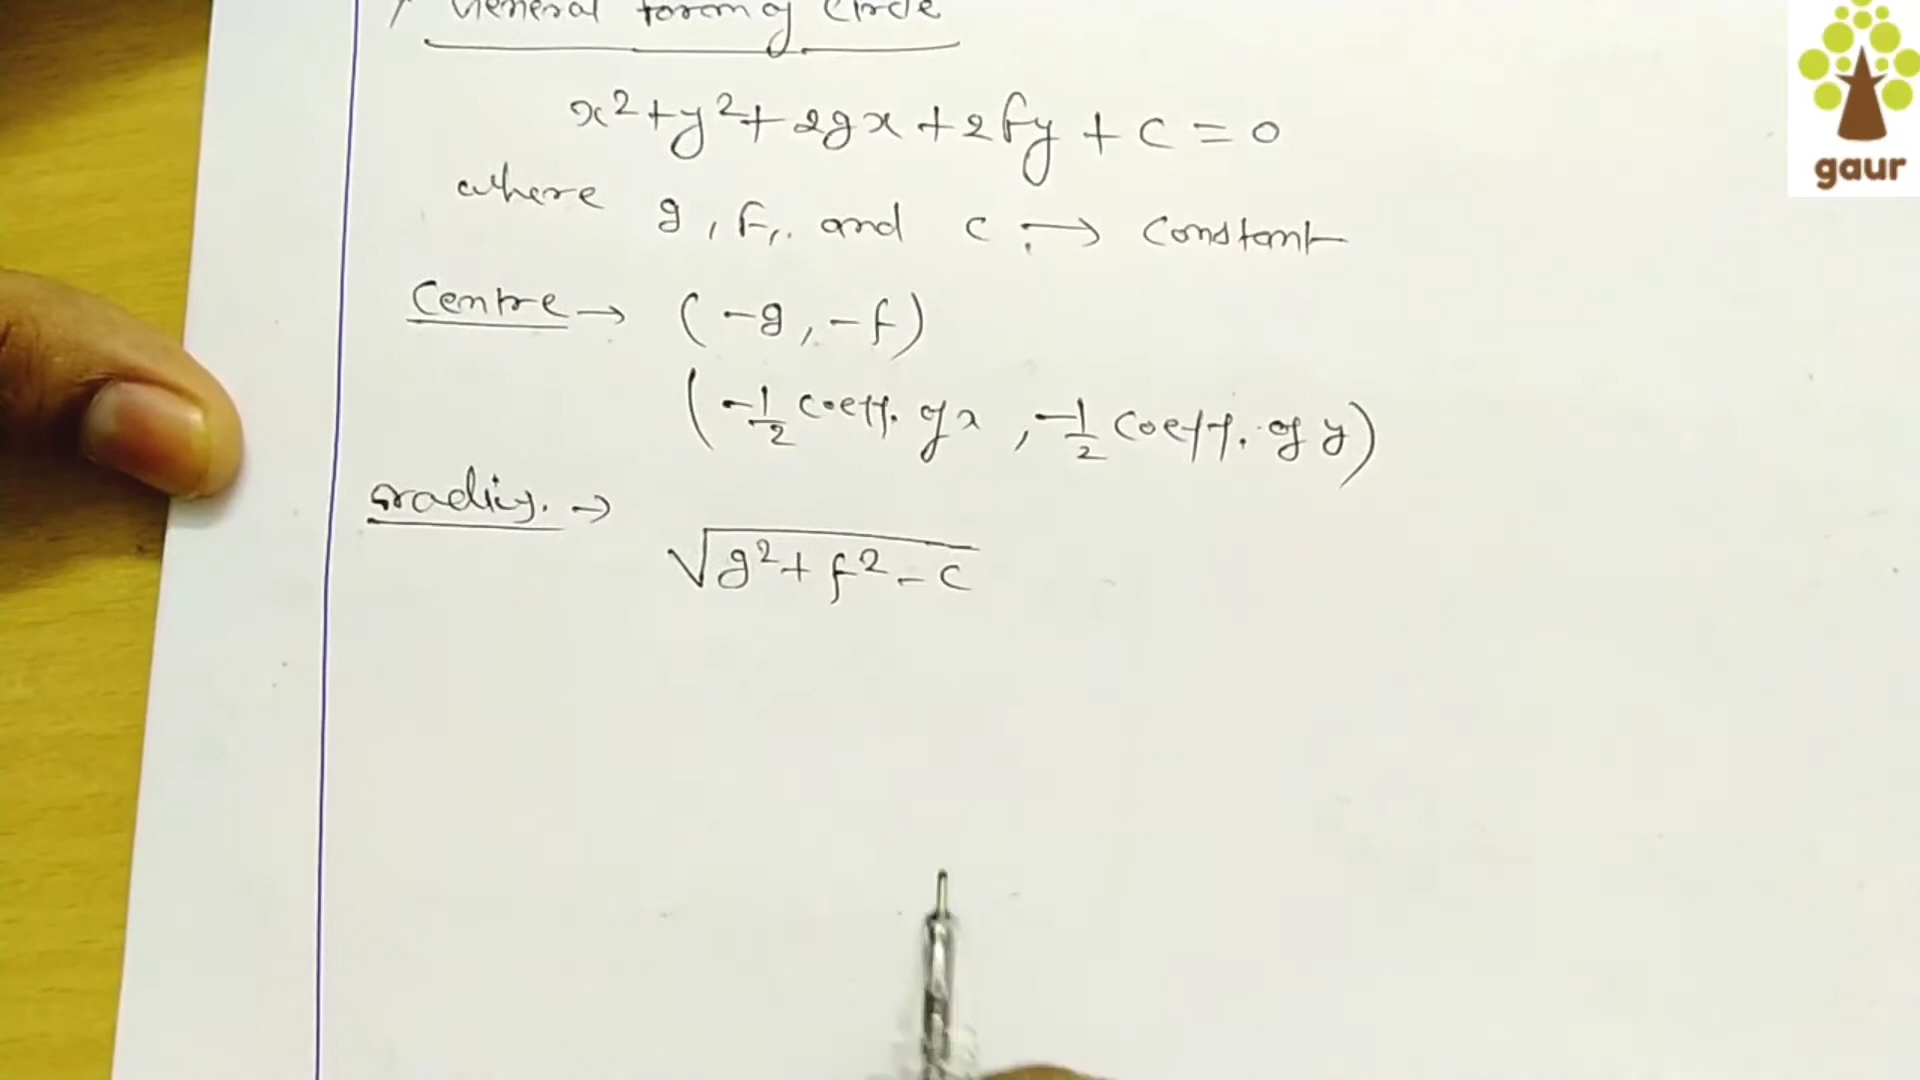 General form of Circle
x²+y²+2gx+2fy+c=0
where g, f, and c → Constant
Centre → (-g, -f)
(-1/2 coeff. of x, -1/2 coeff. of y)
radius. →
√g²+f²-c
gaur